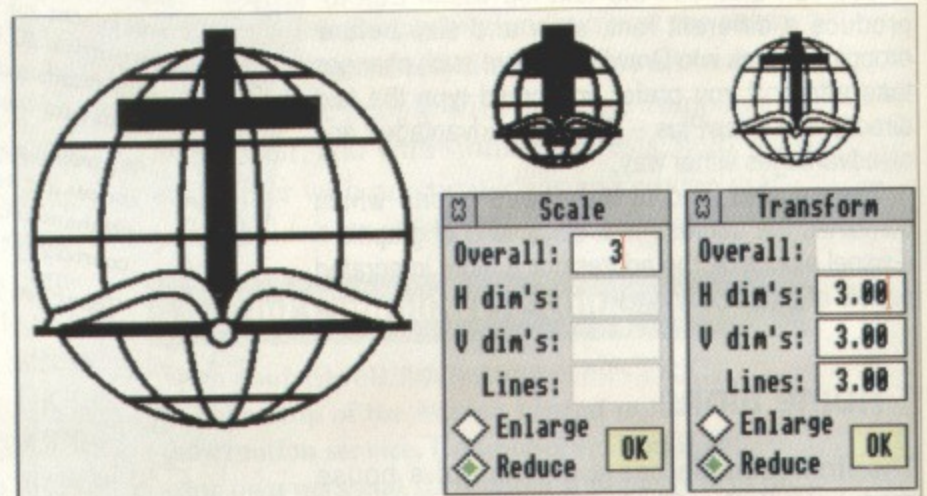 Scale
Overall: 3
H dim's:
V dim's:
Lines:
Enlarge
Reduce
OK
Transform
Overall:
H dim's: 3.00
V dim's: 3.00
Lines: 3.00
Enlarge
Reduce
OK